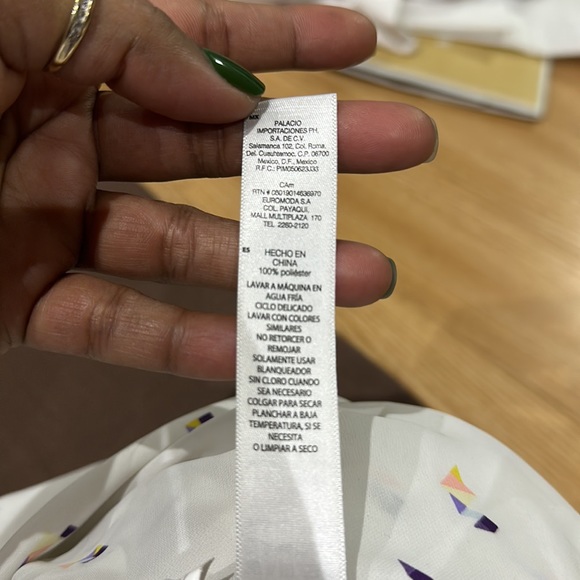 MX
PALACIO
IMPORTACIONES PH,
S.A. DE C.V.
Salamanca 102, Col. Roma,
Del. Cuauhtemoc, C.P. 06700
Mexico, D.F., Mexico
R.F.C.: PIM050623J33
CAm
RTN # 05019014636970
EUROMODA S.A
COL. PAYAQUI,
MALL MULTIPLAZA 170
TEL. 2260-2120
ES
HECHO EN
CHINA
100% poliéster
LAVAR A MÁQUINA EN
AGUA FRÍA
CICLO DELICADO
LAVAR CON COLORES
SIMILARES
NO RETORCER O
REMOJAR
SOLAMENTE USAR
BLANQUEADOR
SIN CLORO CUANDO
SEA NECESARIO
COLGAR PARA SECAR
PLANCHAR A BAJA
TEMPERATURA, SI SE
NECESITA
O LIMPIAR A SECO